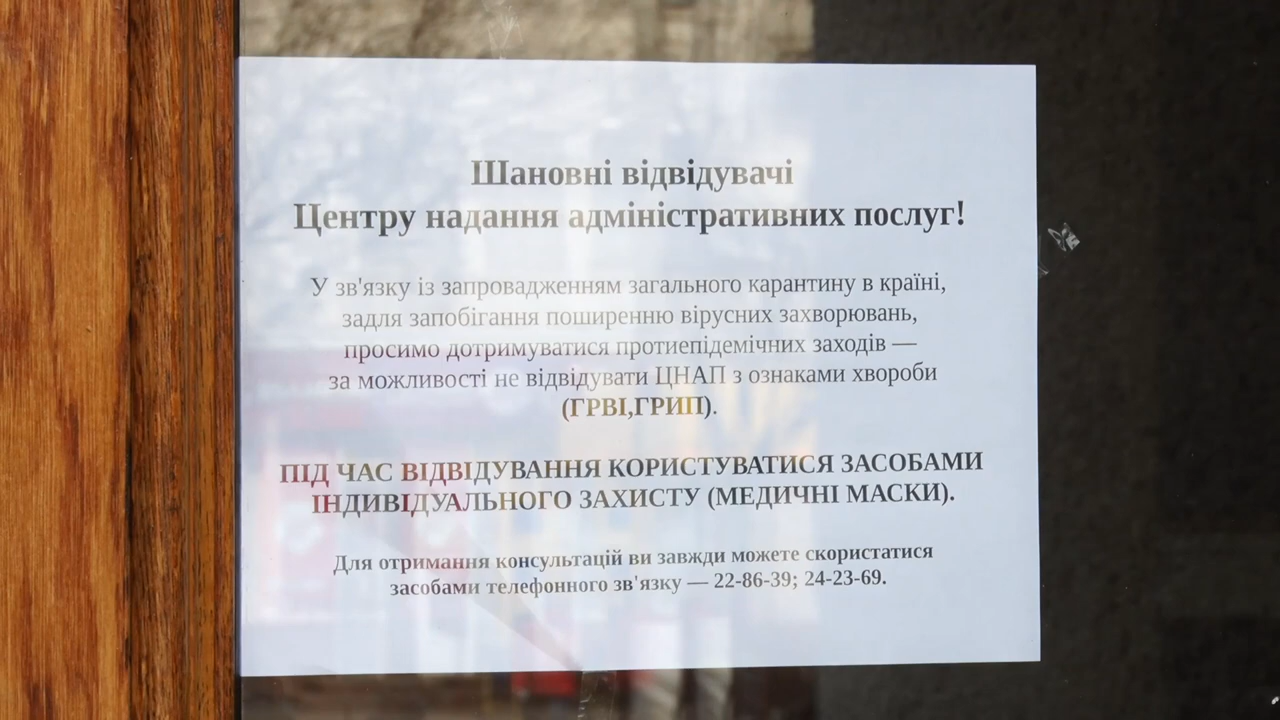 Шановні відвідувачі
Центру надання адміністративних послуг!
У зв'язку із запровадженням загального карантину в країні,
задля запобігання поширенню вірусних захворювань,
просимо дотримуватися протиепідемічних заходів —
за можливості не відвідувати ЦНАП з ознаками хвороби
(ГРВІ,ГРИП).
ПІД ЧАС ВІДВІДУВАННЯ КОРИСТУВАТИСЯ ЗАСОБАМИ
ІНДИВІДУАЛЬНОГО ЗАХИСТУ (МЕДИЧНІ МАСКИ).
Для отримання консультацій ви завжди можете скористатися
засобами телефонного зв'язку — 22-86-39; 24-23-69.